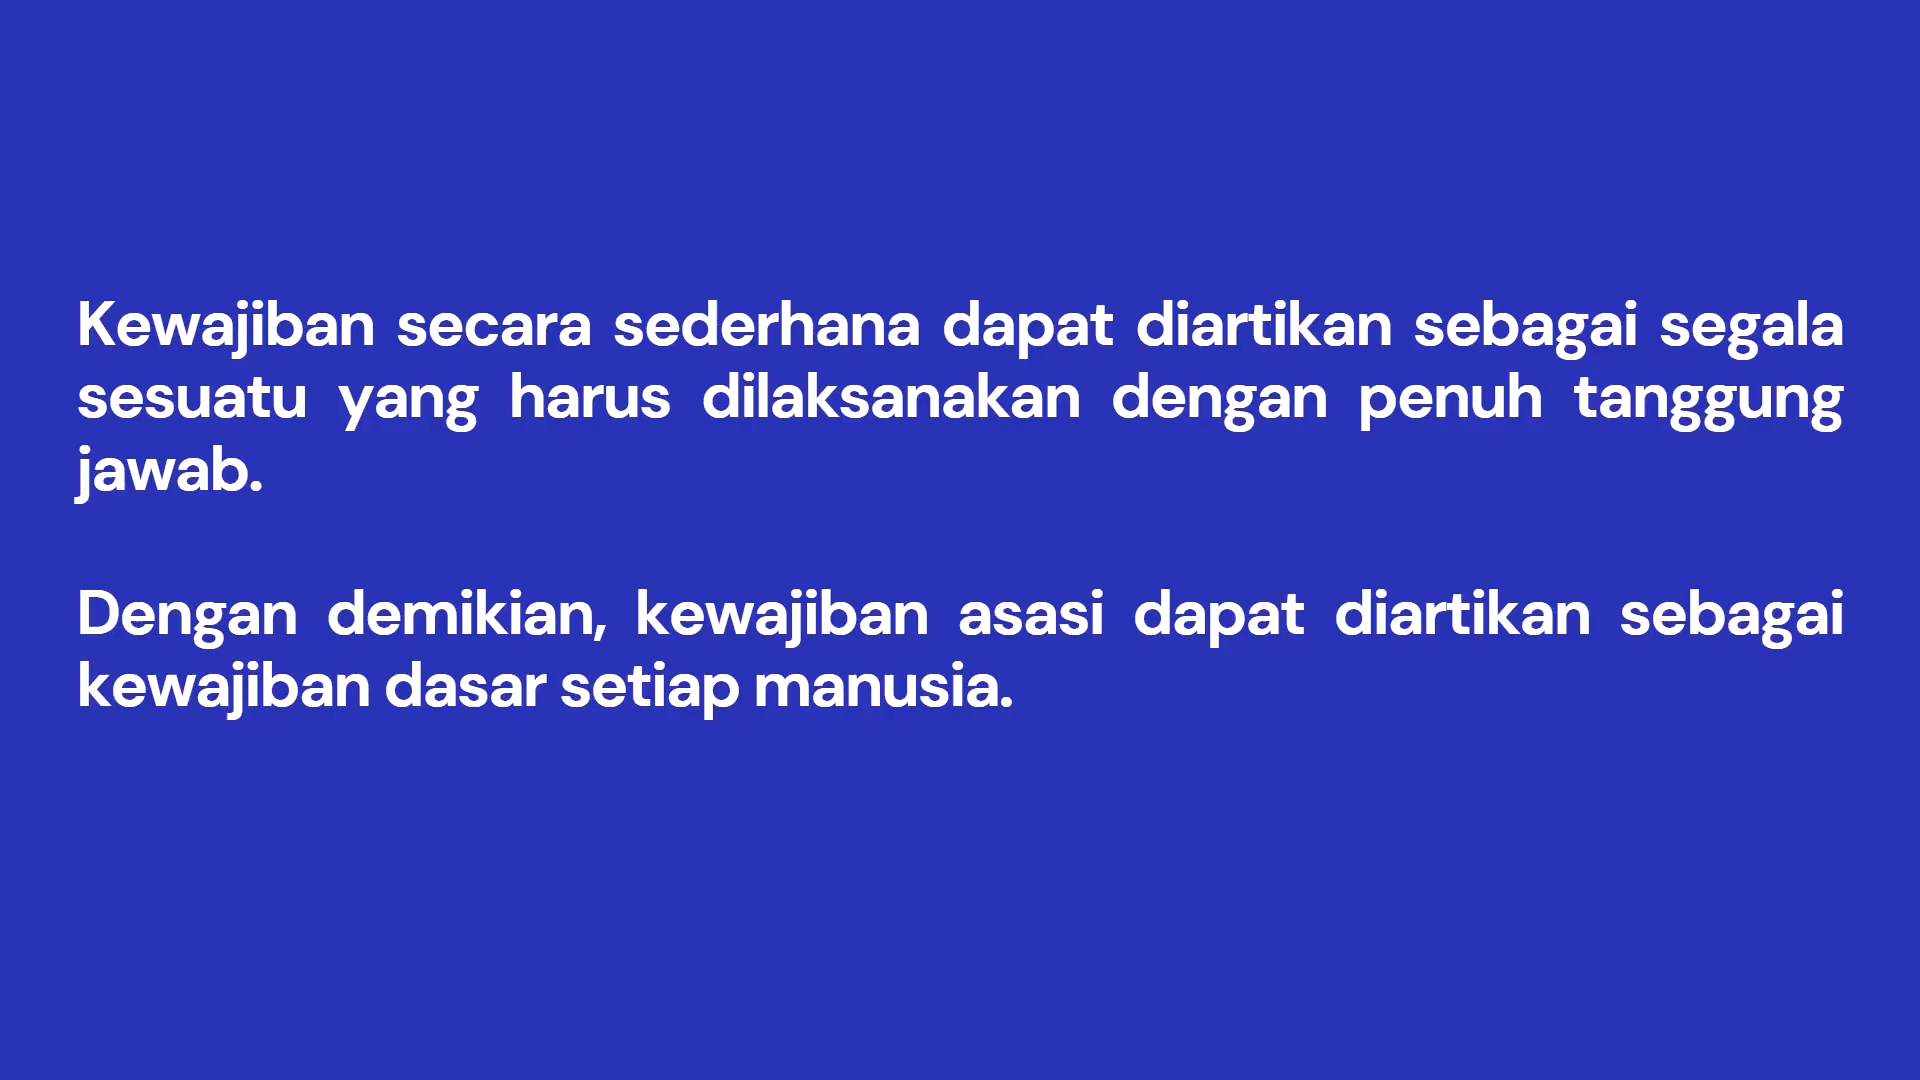 Kewajiban secara sederhana dapat diartikan sebagai segala
sesuatu yang harus dilaksanakan dengan penuh tanggung
jawab.
Dengan demikian, kewajiban asasi dapat diartikan sebagai
kewajiban dasar setiap manusia.